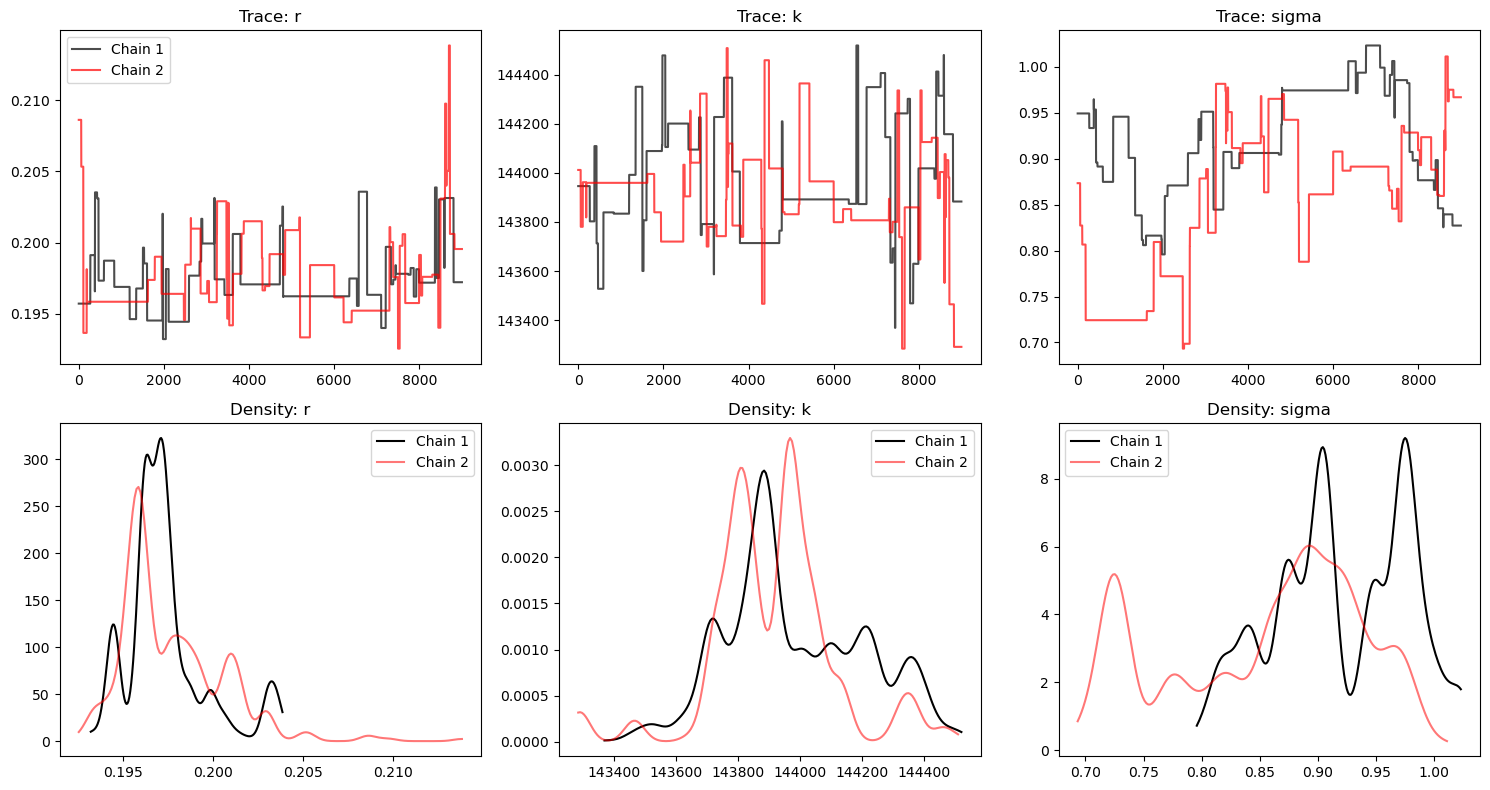 Trace: r
Chain 1
Chain 2
0.210
0.205
0.200
0.195
0 2000 4000 6000 8000
Trace: k
144400
144200
144000
143800
143600
143400
0 2000 4000 6000 8000
Trace: sigma
1.00
0.95
0.90
0.85
0.80
0.75
0.70
0 2000 4000 6000 8000
Density: r
Chain 1
Chain 2
300
250
200
150
100
50
0
0.195 0.200 0.205 0.210
Density: k
Chain 1
Chain 2
0.0030
0.0025
0.0020
0.0015
0.0010
0.0005
0.0000
143400 143600 143800 144000 144200 144400
Density: sigma
Chain 1
Chain 2
8
6
4
2
0
0.70 0.75 0.80 0.85 0.90 0.95 1.00